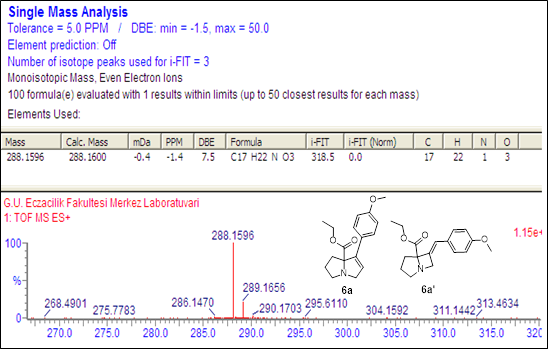 Single Mass Analysis
Tolerance = 5.0 PPM / DBE: min = -1.5, max = 50.0
Element prediction: Off
Number of isotope peaks used for i-FIT = 3
Monoisotopic Mass, Even Electron Ions
100 formula(e) evaluated with 1 results within limits (up to 50 closest results for each mass)
Elements Used:
Mass Calc. Mass mDa PPM DBE Formula i-FIT i-FIT (Norm) C H N O
288.1596 288.1600 -0.4 -1.4 7.5 C17 H22 N O3 318.5 0.0 17 22 1 3
G.U. Eczacilik Fakultesi Merkez Laboratuvari
1: TOF MS ES+
1.15e+
100
%
0
288.1596
289.1656
268.4901 275.7783 286.1470 290.1703 295.6110 304.1592 311.1442 313.4634
270.0 275.0 280.0 285.0 290.0 295.0 300.0 305.0 310.0 315.0 320
O O O N
6a
O O N O
6a'